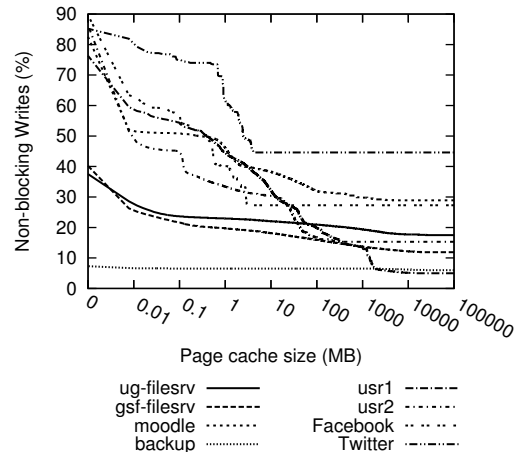 90
80
70
60
50
40
30
20
10
0
Non-blocking Writes (%)
0 0.01 0.1 1 10 100 1000 10000 100000
Page cache size (MB)
ug-filesrv
gsf-filesrv
moodle
backup
usr1
usr2
Facebook
Twitter